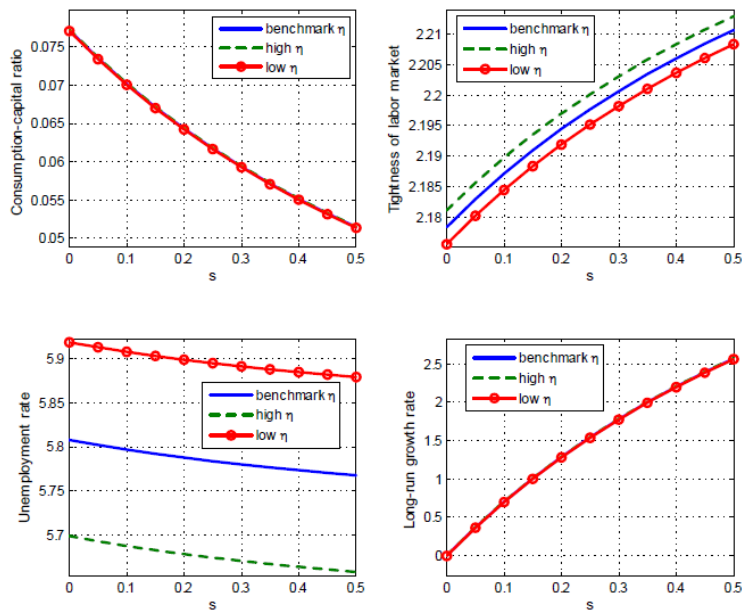 benchmark η
high η
low η
0.075
0.07
0.065
0.06
0.055
0.05
Consumption-capital ratio
0 0.1 0.2 0.3 0.4 0.5
s
benchmark η
high η
low η
2.21
2.205
2.2
2.195
2.19
2.185
2.18
Tightness of labor market
0 0.1 0.2 0.3 0.4 0.5
s
benchmark η
high η
low η
5.9
5.8
5.7
Unemployment rate
0 0.1 0.2 0.3 0.4 0.5
s
benchmark η
high η
low η
2.5
2
1.5
1
0.5
0
Long-run growth rate
0 0.1 0.2 0.3 0.4 0.5
s